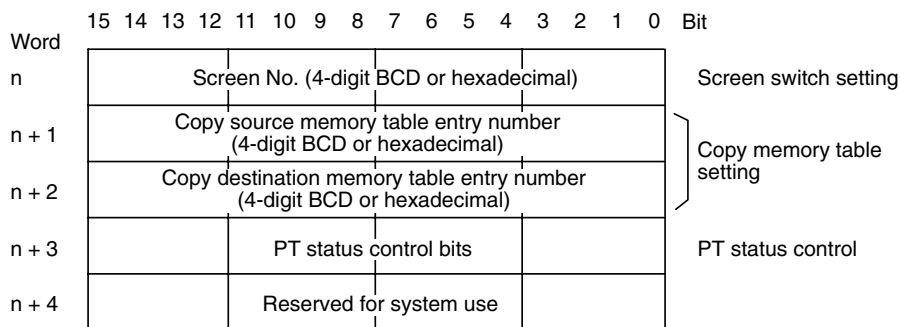 15 14 13 12 11 10 9 8 7 6 5 4 3 2 1 0 Bit
Word
n Screen No. (4-digit BCD or hexadecimal) Screen switch setting
n + 1 Copy source memory table entry number
(4-digit BCD or hexadecimal)
Copy memory table
setting
n + 2 Copy destination memory table entry number
(4-digit BCD or hexadecimal)
n + 3 PT status control bits PT status control
n + 4 Reserved for system use